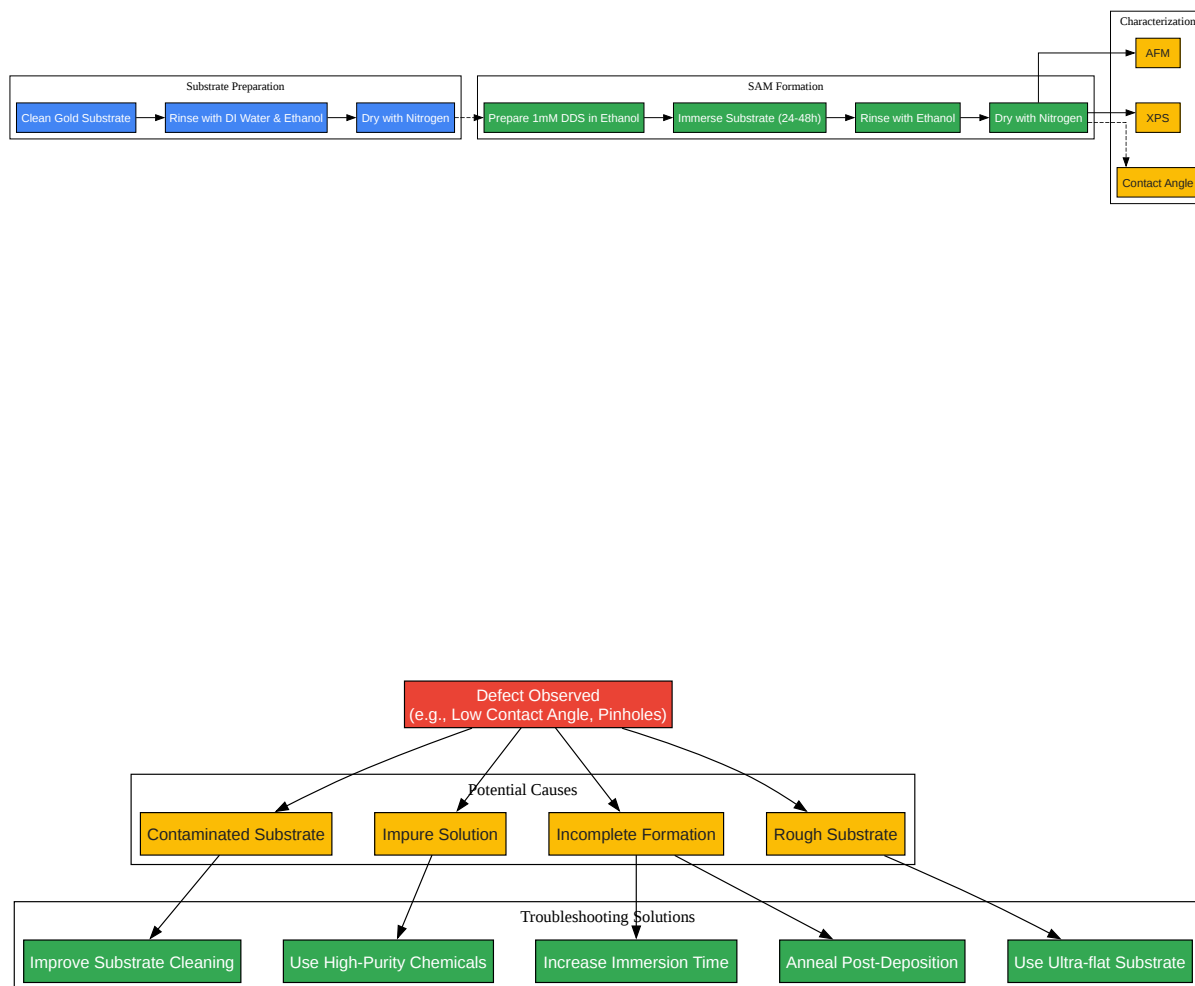 Characterization
AFM
Substrate Preparation
SAM Formation
Clean Gold Substrate
Rinse with DI Water & Ethanol
Dry with Nitrogen
Prepare 1mM DDS in Ethanol
Immerse Substrate (24-48h)
Rinse with Ethanol
Dry with Nitrogen
XPS
Contact Angle
Defect Observed
(e.g., Low Contact Angle, Pinholes)
Potential Causes
Contaminated Substrate
Impure Solution
Incomplete Formation
Rough Substrate
Troubleshooting Solutions
Improve Substrate Cleaning
Use High-Purity Chemicals
Increase Immersion Time
Anneal Post-Deposition
Use Ultra-flat Substrate